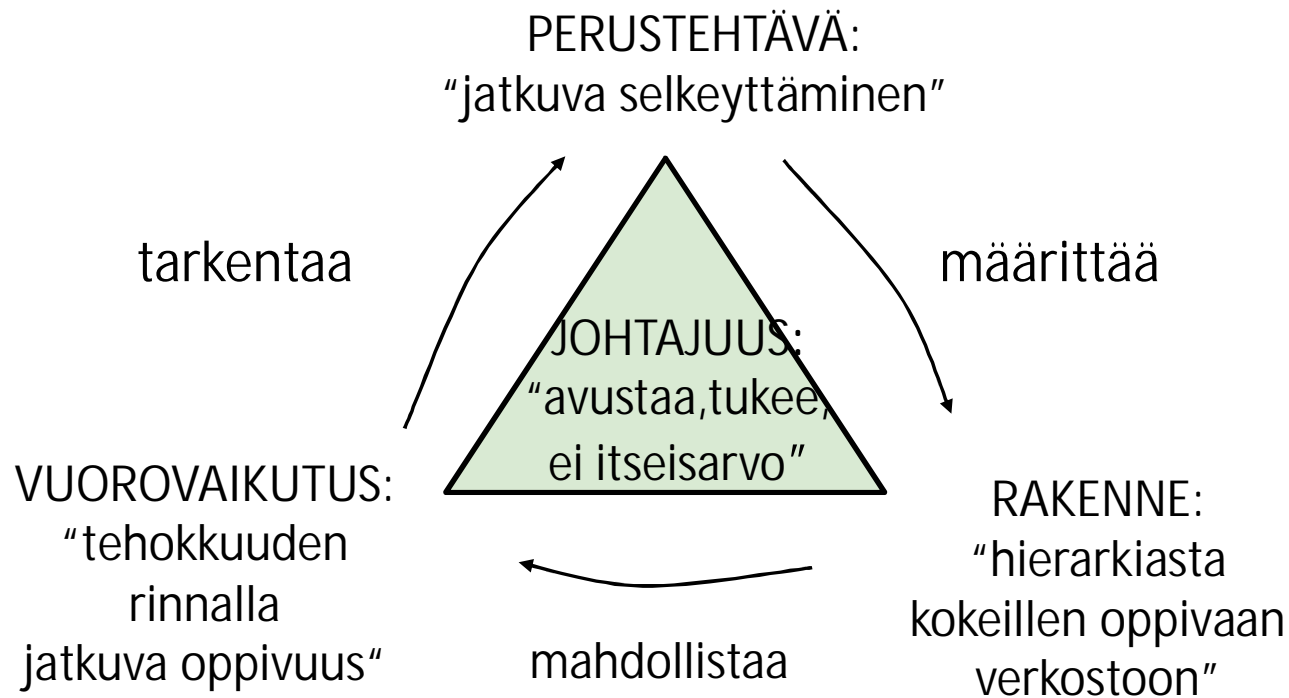 PERUSTEHTÄVÄ:
"jatkuva selkeyttäminen"
tarkentaa
määrittää
JOHTAJUUS:
"avustaa,tukee,
ei itseisarvo"
VUOROVAIKUTUS:
"tehokkuuden
rinnalla
jatkuva oppivuus"
mahdollistaa
RAKENNE:
"hierarkiasta
kokeillen oppivaan
verkostoon"